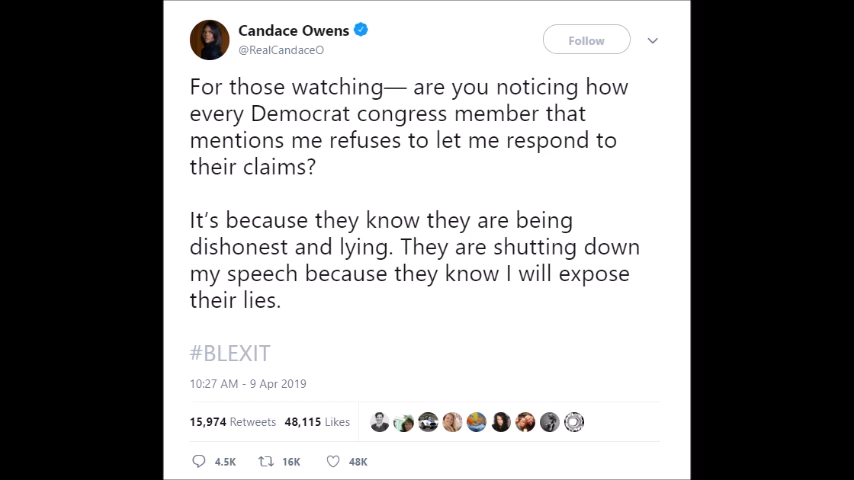 Candace Owens
@RealCandaceO
Follow
For those watching— are you noticing how
every Democrat congress member that
mentions me refuses to let me respond to
their claims?
It's because they know they are being
dishonest and lying. They are shutting down
my speech because they know I will expose
their lies.
#BLEXIT
10:27 AM - 9 Apr 2019
15,974 Retweets 48,115 Likes
4.5K 16K 48K